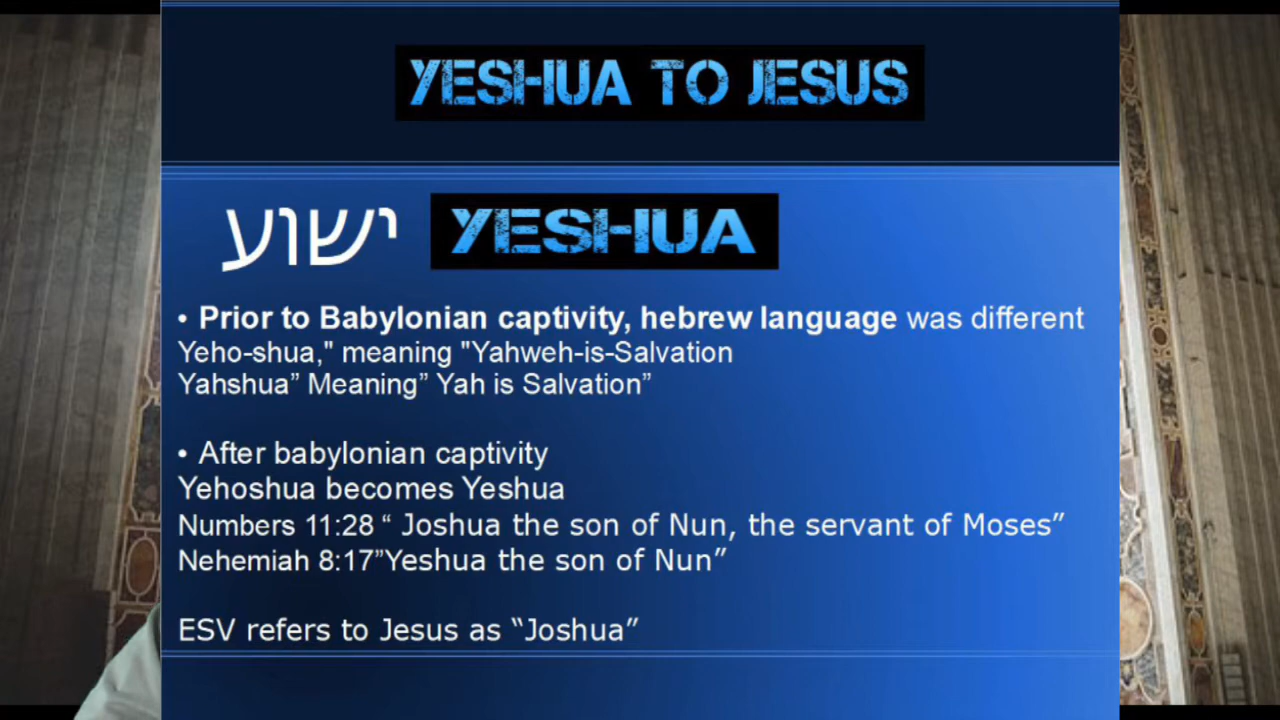 YESHUA TO JESUS
ישוע YESHUA
• Prior to Babylonian captivity, hebrew language was different
Yeho-shua," meaning "Yahweh-is-Salvation
Yahshua” Meaning” Yah is Salvation”
• After babylonian captivity
Yehoshua becomes Yeshua
Numbers 11:28 “ Joshua the son of Nun, the servant of Moses”
Nehemiah 8:17”Yeshua the son of Nun”
ESV refers to Jesus as “Joshua”